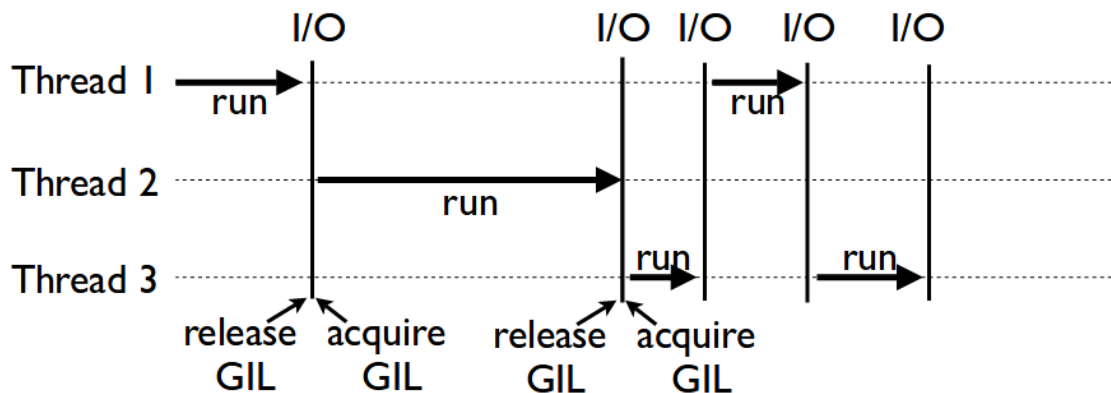 I/O I/O I/O I/O I/O
Thread 1 run run
Thread 2 run
Thread 3 run run
release GIL acquire GIL release GIL acquire GIL